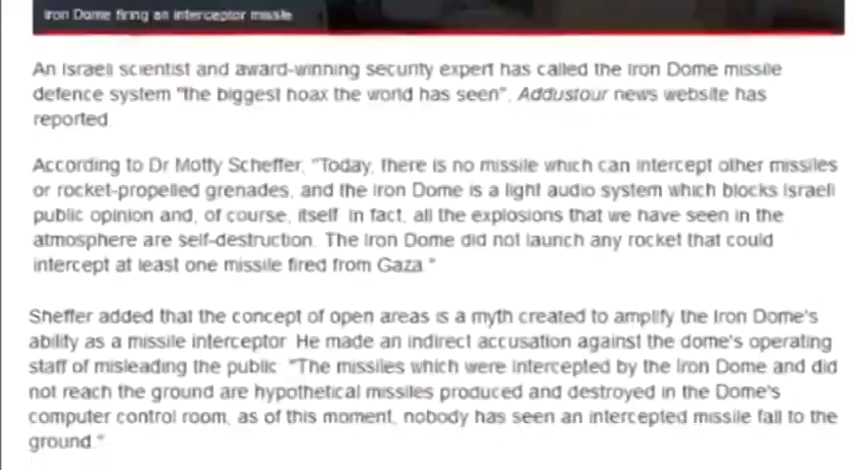 Iron Dome firing an interceptor missile
An Israeli scientist and award-winning security expert has called the Iron Dome missile
defence system "the biggest hoax the world has seen", Addustour news website has
reported.
According to Dr Motty Scheffer, "Today, there is no missile which can intercept other missiles
or rocket-propelled grenades, and the Iron Dome is a light audio system which blocks Israeli
public opinion and, of course, itself. In fact, all the explosions that we have seen in the
atmosphere are self-destruction. The Iron Dome did not launch any rocket that could
intercept at least one missile fired from Gaza."
Sheffer added that the concept of open areas is a myth created to amplify the Iron Dome's
ability as a missile interceptor. He made an indirect accusation against the dome's operating
staff of misleading the public. "The missiles which were intercepted by the Iron Dome and did
not reach the ground are hypothetical missiles produced and destroyed in the Dome's
computer control room, as of this moment, nobody has seen an intercepted missile fall to the
ground."